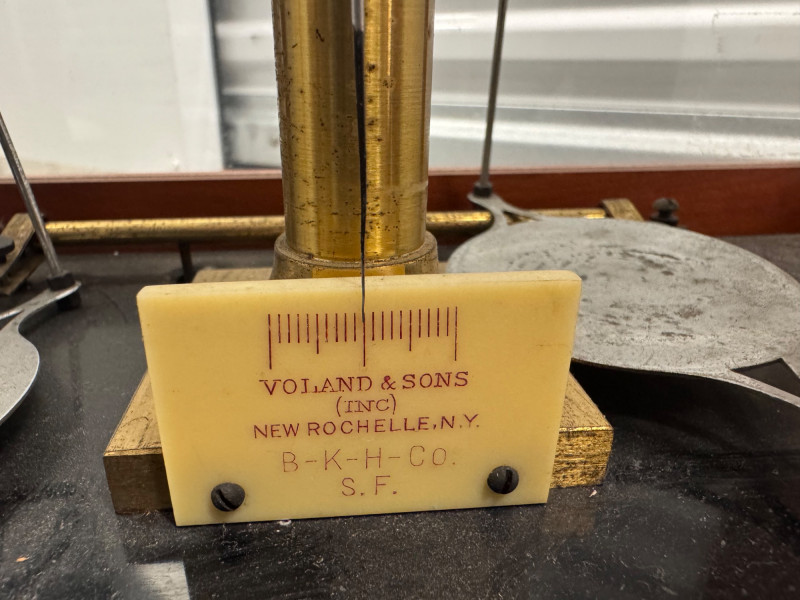 VOLAND & SONS
(INC)
NEW ROCHELLE, N.Y.
B-K-H-Co.
S.F.